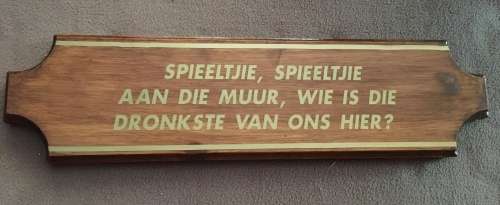 SPIEELTJIE, SPIEELTJIE
AAN DIE MUUR, WIE IS DIE
DRONKSTE VAN ONS HIER?